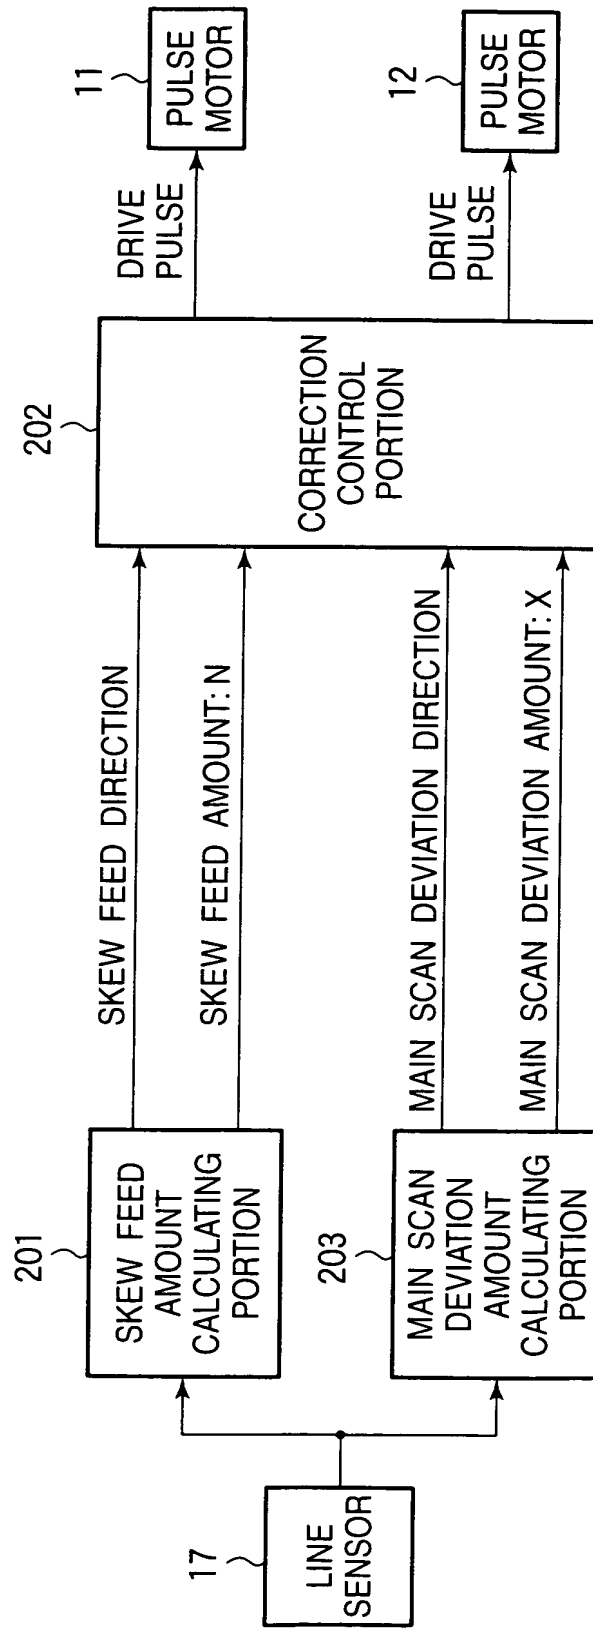 17
LINE
SENSOR
201
SKEW FEED
AMOUNT
CALCULATING
PORTION
203
MAIN SCAN
DEVIATION
AMOUNT
CALCULATING
PORTION
SKEW FEED DIRECTION
SKEW FEED AMOUNT: N
MAIN SCAN DEVIATION DIRECTION
MAIN SCAN DEVIATION AMOUNT: X
202
CORRECTION
CONTROL
PORTION
DRIVE
PULSE
DRIVE
PULSE
11
PULSE
MOTOR
12
PULSE
MOTOR